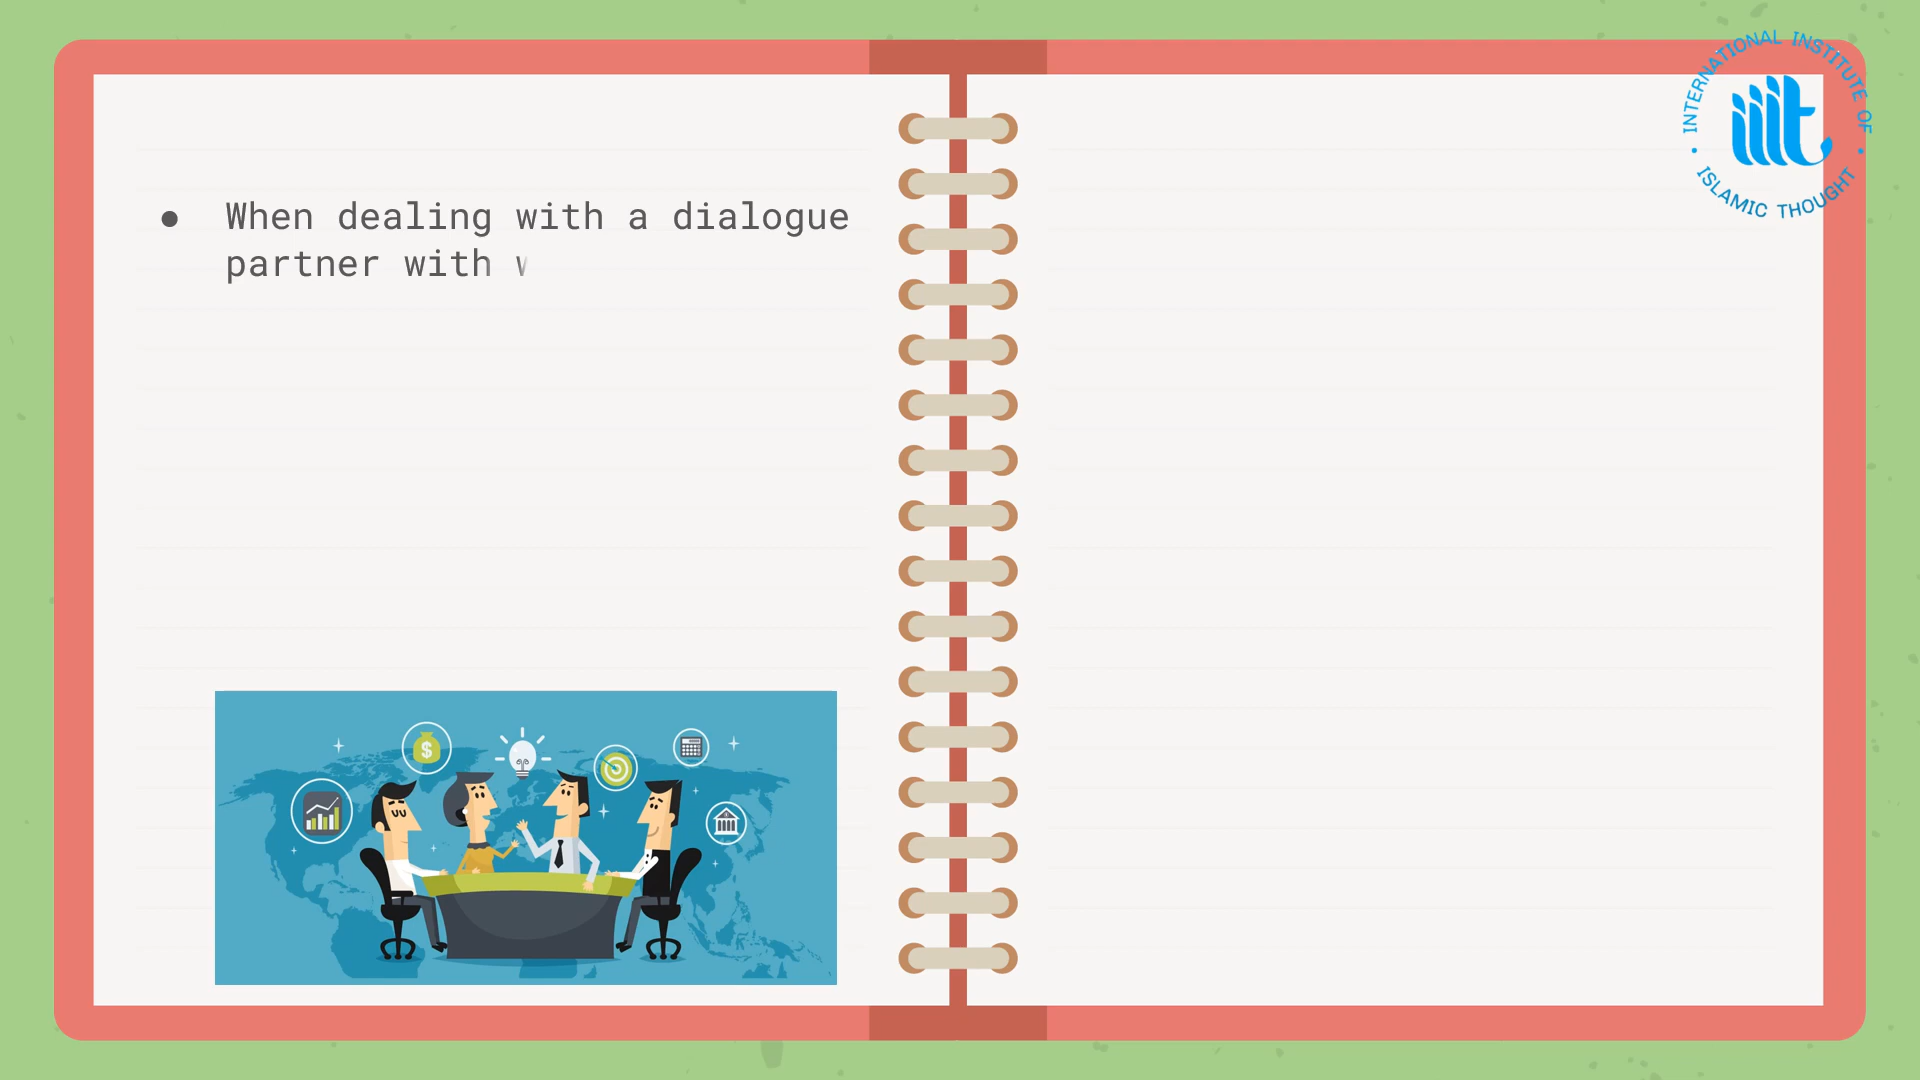 When dealing with a dialogue
partner with
INTERNATIONAL INSTITUTE OF
ISLAMIC THOUGHT
iiit
$